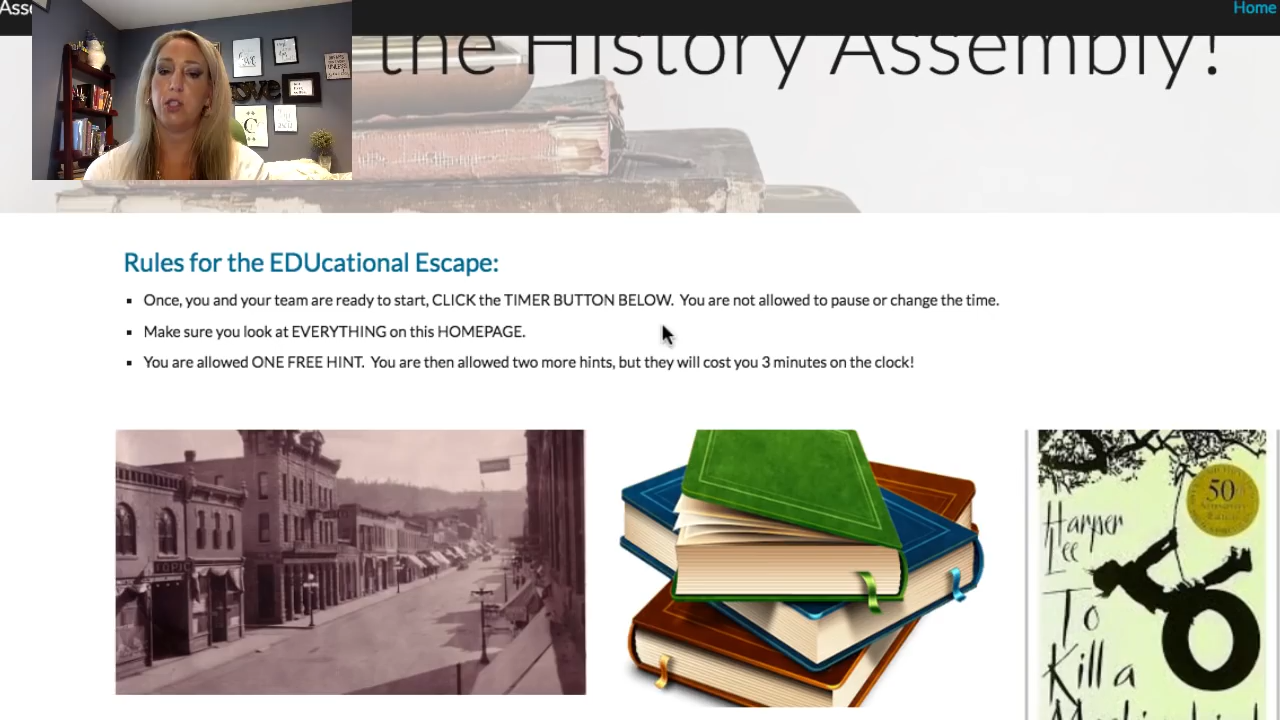 Asse
Home
the History Assembly!
Rules for the EDUcational Escape:
Once, you and your team are ready to start, CLICK the TIMER BUTTON BELOW. You are not allowed to pause or change the time.
Make sure you look at EVERYTHING on this HOMEPAGE.
You are allowed ONE FREE HINT. You are then allowed two more hints, but they will cost you 3 minutes on the clock!
TOPIC
50
Harper
Lee
To
Kill a